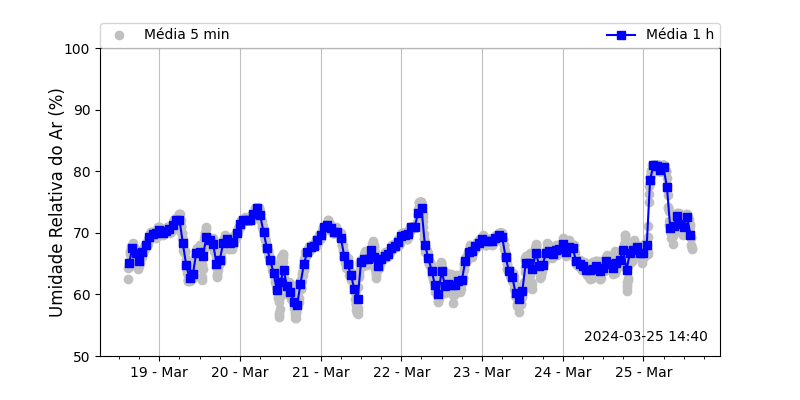 Média 5 min
Média 1 h
Umidade Relativa do Ar (%)
100
90
80
70
60
50
2024-03-25 14:40
19 - Mar
20 - Mar
21 - Mar
22 - Mar
23 - Mar
24 - Mar
25 - Mar